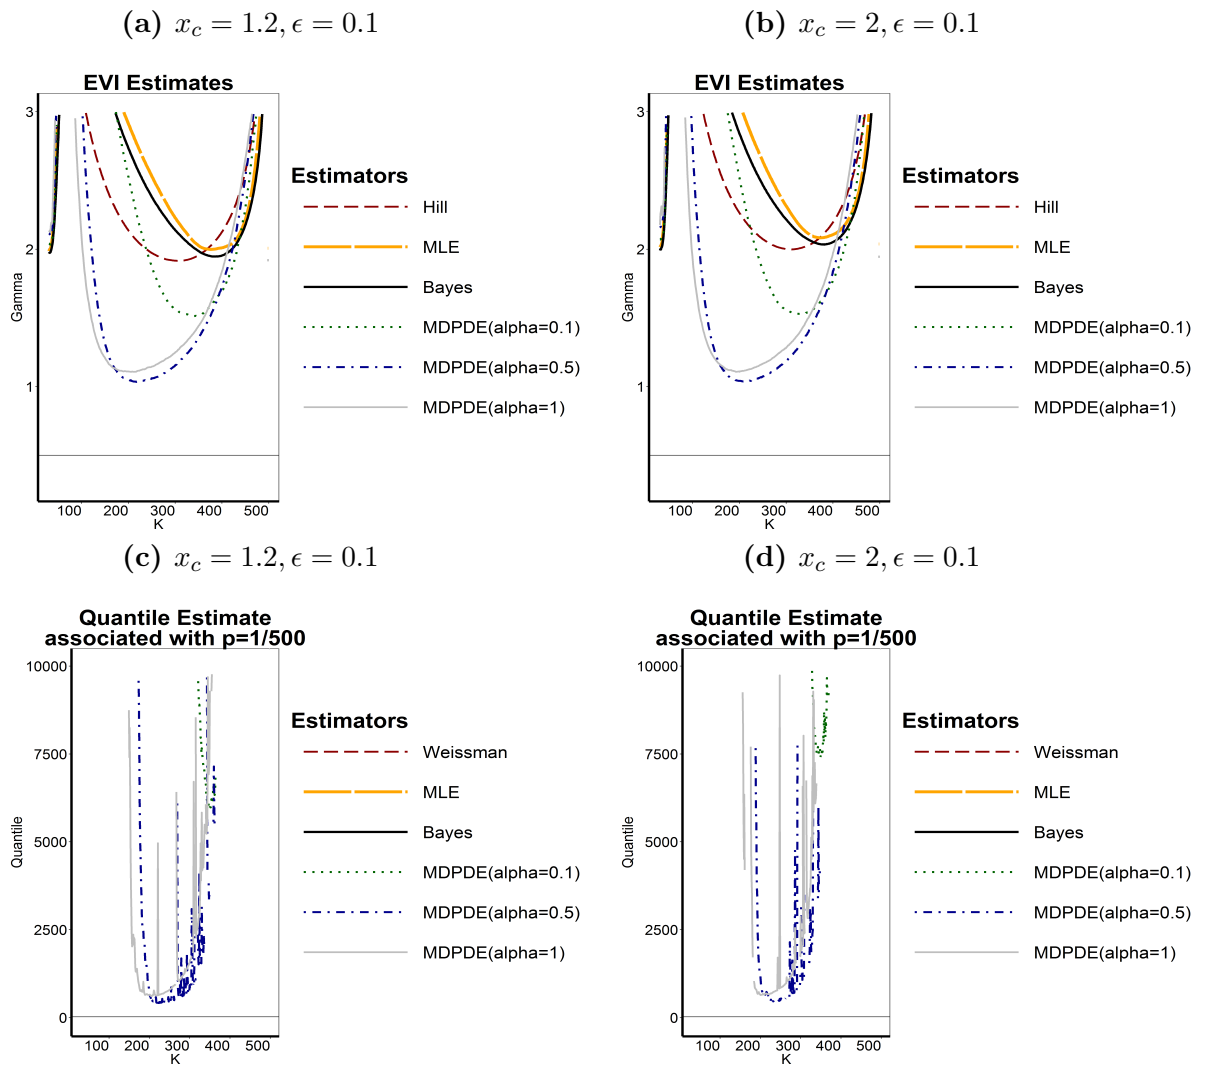 (a) x_c = 1.2, ϵ = 0.1
EVI Estimates
3
2
1
Gamma
100 200 300 400 500
K
Estimators
Hill
MLE
Bayes
MDPDE(alpha=0.1)
MDPDE(alpha=0.5)
MDPDE(alpha=1)
(b) x_c = 2, ϵ = 0.1
EVI Estimates
3
2
1
Gamma
100 200 300 400 500
K
Estimators
Hill
MLE
Bayes
MDPDE(alpha=0.1)
MDPDE(alpha=0.5)
MDPDE(alpha=1)
(c) x_c = 1.2, ϵ = 0.1
Quantile Estimate
associated with p=1/500
10000
7500
5000
2500
0
Quantile
100 200 300 400 500
K
Estimators
Weissman
MLE
Bayes
MDPDE(alpha=0.1)
MDPDE(alpha=0.5)
MDPDE(alpha=1)
(d) x_c = 2, ϵ = 0.1
Quantile Estimate
associated with p=1/500
10000
7500
5000
2500
0
Quantile
100 200 300 400 500
K
Estimators
Weissman
MLE
Bayes
MDPDE(alpha=0.1)
MDPDE(alpha=0.5)
MDPDE(alpha=1)